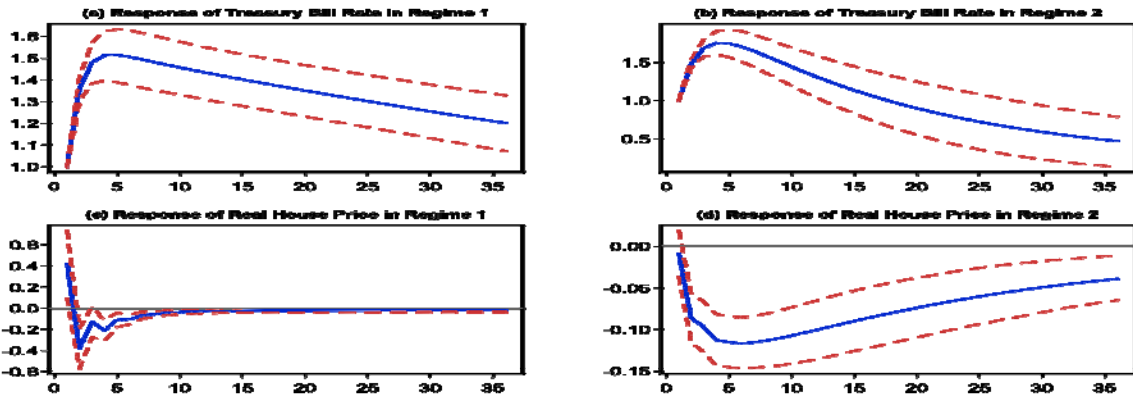 (a) Response of Treasury Bill Rate in Regime 1
1.6
1.5
1.4
1.3
1.2
1.1
1.0
0 5 10 15 20 25 30 35
(b) Response of Treasury Bill Rate in Regime 2
1.5
1.0
0.5
0 5 10 15 20 25 30 35
(c) Response of Real House Price in Regime 1
0.6
0.4
0.2
0.0
-0.2
-0.4
-0.6
0 5 10 15 20 25 30 35
(d) Response of Real House Price in Regime 2
0.00
-0.05
-0.10
-0.15
0 5 10 15 20 25 30 35